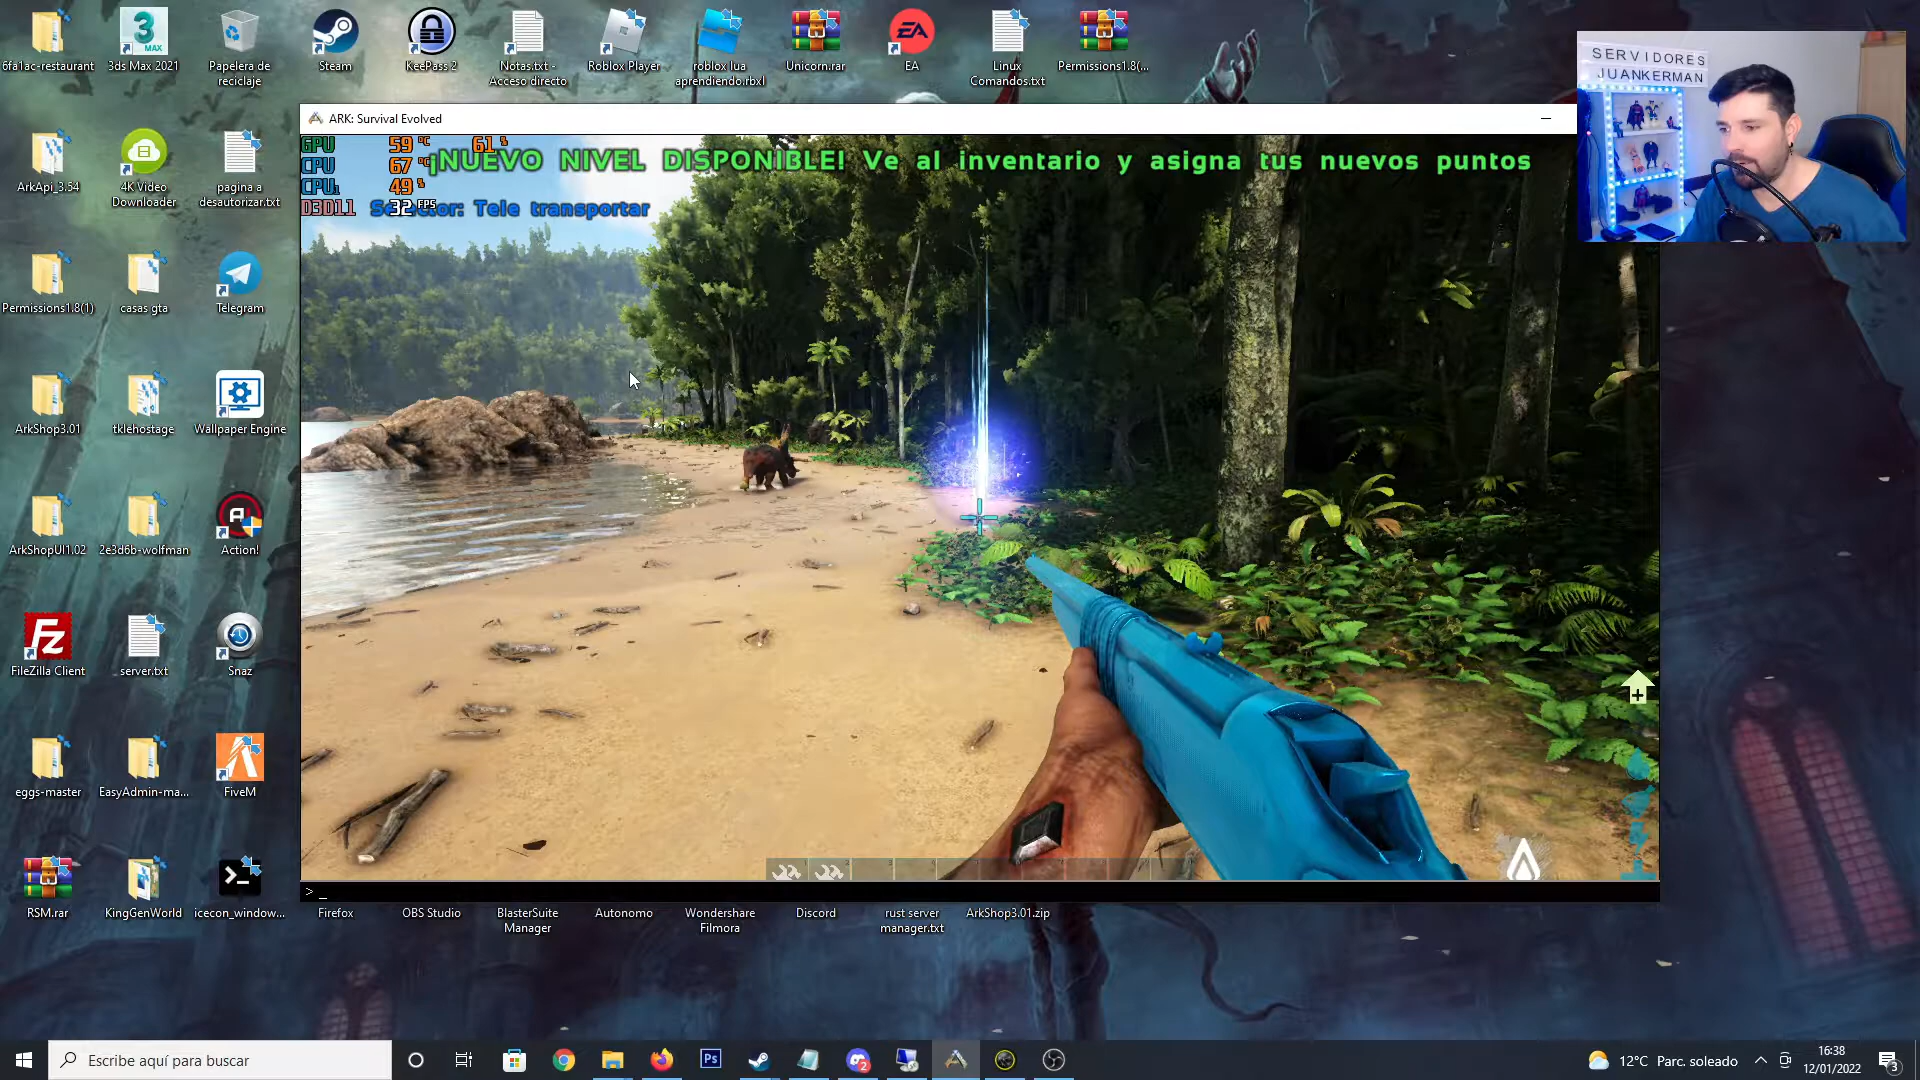 6fa1ac-restaurant
3ds Max 2021
Papelera de
reciclaje
Steam
KeePass 2
Notas.txt -
Acceso directo
Roblox Player
roblox lua
aprendiendo.rbxl
Unicorn.rar
EA
Linux
Comandos.txt
Permissions1.8(...
SERVIDORES
JUANKERMAN
ARK: Survival Evolved
GPU 59 °C 61 %
CPU 67 °C
CPU1 49 %
D3D11 32 FPS
¡NUEVO NIVEL DISPONIBLE! Ve al inventario y asigna tus nuevos puntos
Tele transportar
ArkApi_3.54
4K Video
Downloader
pagina a
desautorizar.txt
Permissions1.8(1)
casas gta
Telegram
ArkShop3.01
tklehostage
Wallpaper Engine
ArkShopUI1.02
2e3d6b-wolfman
Action!
FileZilla Client
server.txt
Snaz
eggs-master
EasyAdmin-ma...
FiveM
RSM.rar
KingGenWorld
icecon_window...
> _
Firefox
OBS Studio
BlasterSuite
Manager
Autonomo
Wondershare
Filmora
Discord
rust server
manager.txt
ArkShop3.01.zip
Escribe aquí para buscar
Ps
2
12°C Parc. soleado
16:38
12/01/2022
3